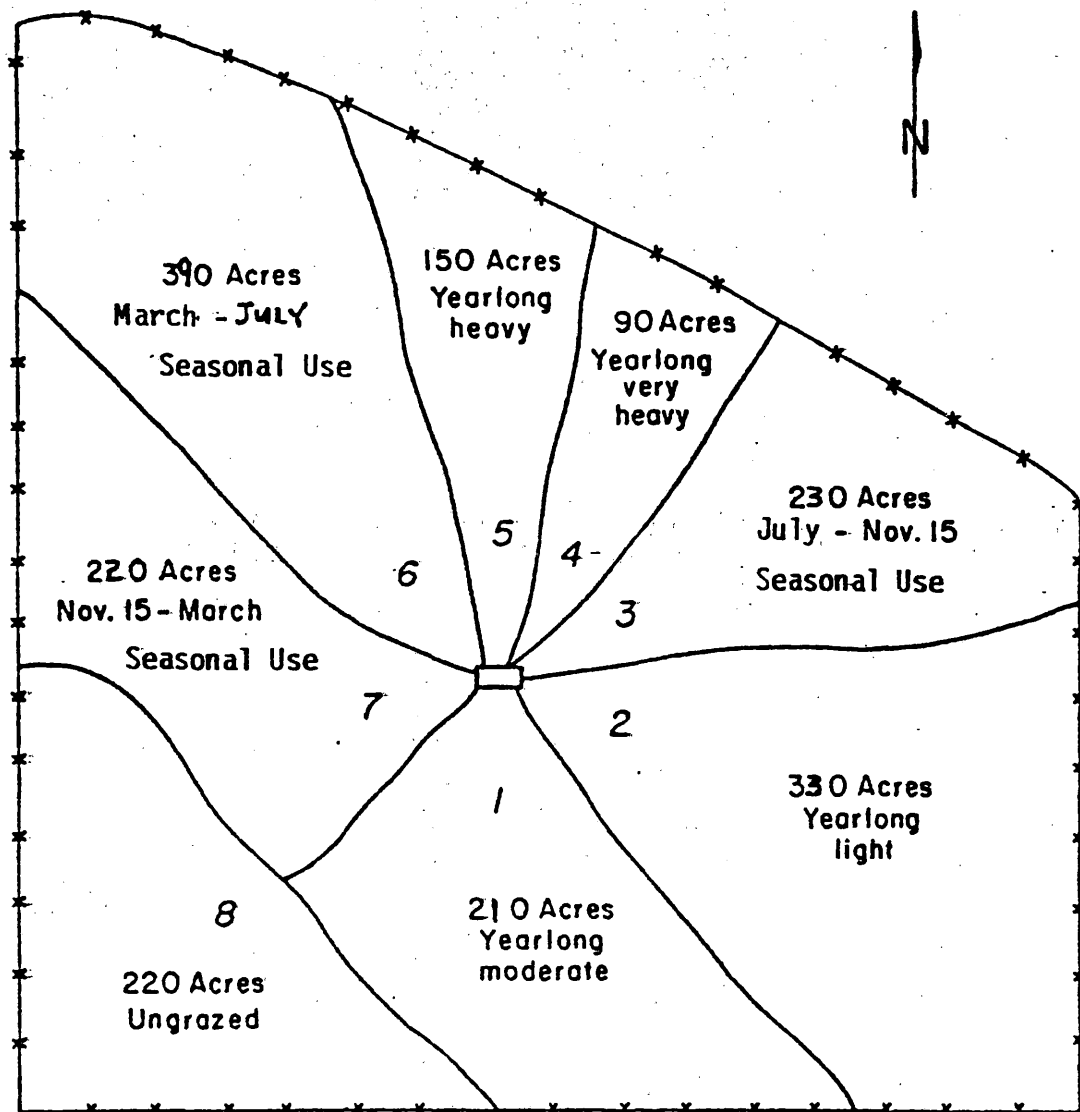 N
390 Acres
March - JULY
Seasonal Use
150 Acres
Yearlong
heavy
90 Acres
Yearlong
very
heavy
230 Acres
July - Nov. 15
Seasonal Use
5
4
6
3
220 Acres
Nov. 15 - March
Seasonal Use
7
2
1
330 Acres
Yearlong
light
8
210 Acres
Yearlong
moderate
220 Acres
Ungrazed